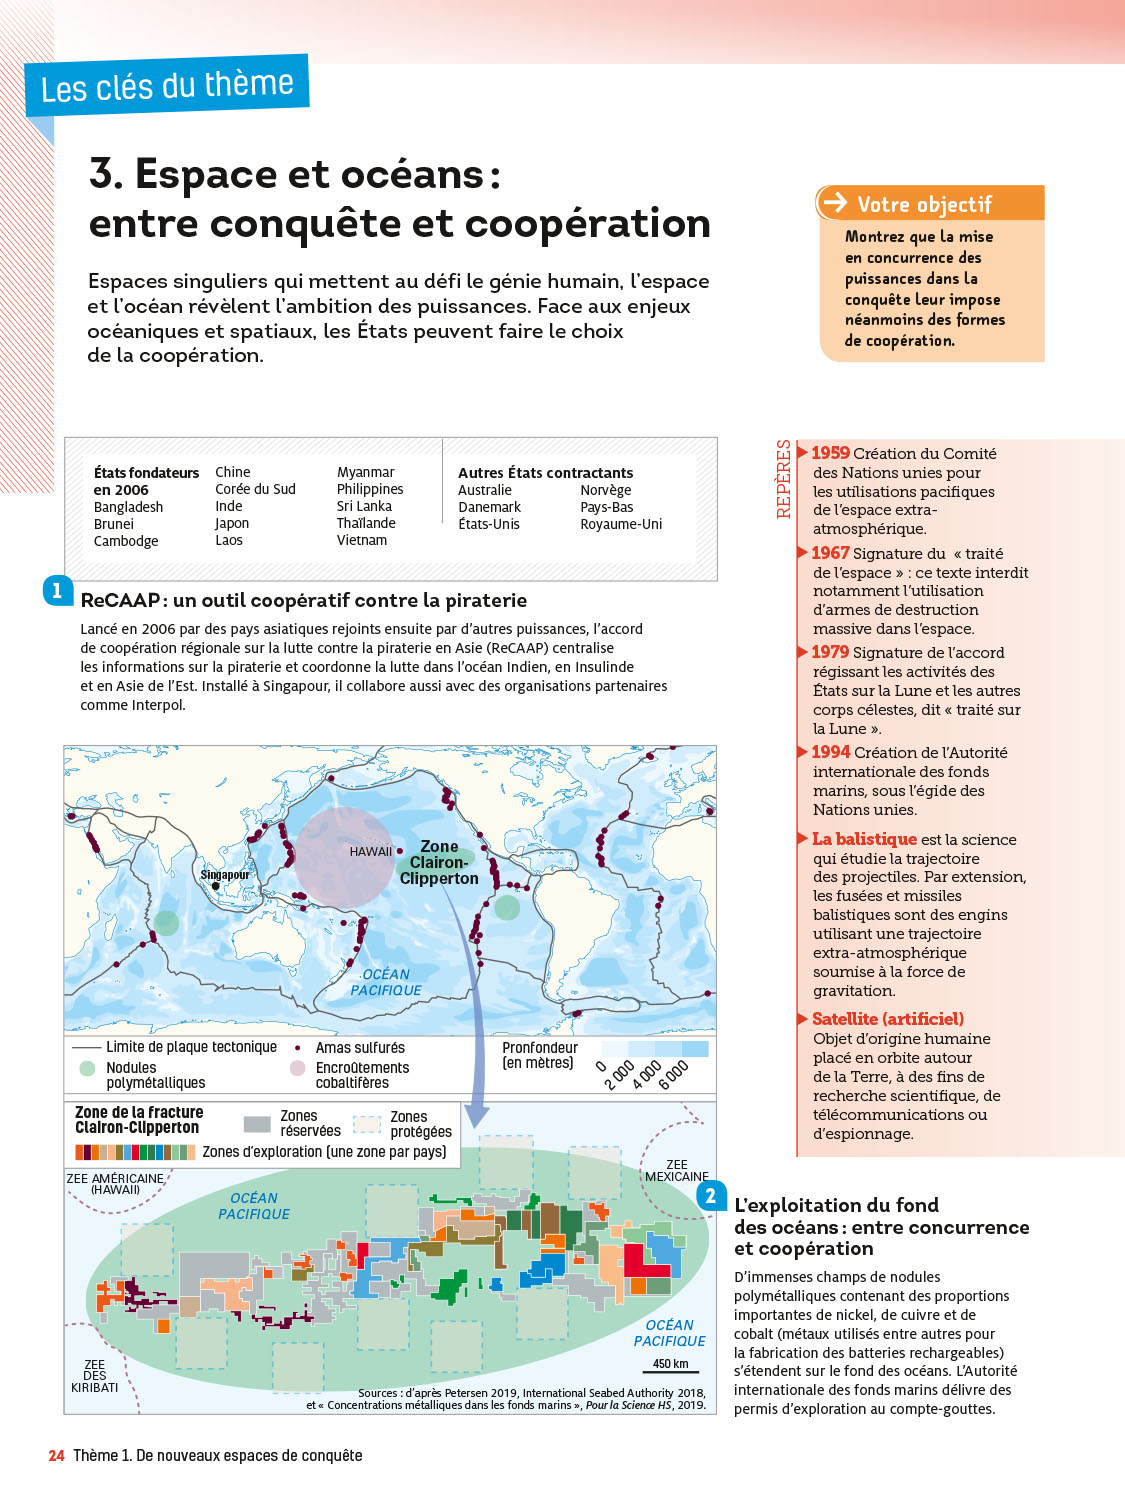 Les clés du thème
3. Espace et océans :
entre conquête et coopération
Espaces singuliers qui mettent au défi le génie humain, l'espace
et l'océan révèlent l'ambition des puissances. Face aux enjeux
océaniques et spatiaux, les États peuvent faire le choix
de la coopération.
Votre objectif
Montrez que la mise
en concurrence des
puissances dans la
conquête leur impose
néanmoins des formes
de coopération.
États fondateurs
en 2006
Bangladesh
Brunei
Cambodge
Chine
Corée du Sud
Inde
Japon
Laos
Myanmar
Philippines
Sri Lanka
Thaïlande
Vietnam
Autres États contractants
Australie
Danemark
États-Unis
Norvège
Pays-Bas
Royaume-Uni
1
ReCAAP : un outil coopératif contre la piraterie
Lancé en 2006 par des pays asiatiques rejoints ensuite par d'autres puissances, l'accord
de coopération régionale sur la lutte contre la piraterie en Asie (ReCAAP) centralise
les informations sur la piraterie et coordonne la lutte dans l'océan Indien, en Insulinde
et en Asie de l'Est. Installé à Singapour, il collabore aussi avec des organisations partenaires
comme Interpol.
REPÈRES
1959 Création du Comité
des Nations unies pour
les utilisations pacifiques
de l'espace extra-
atmosphérique.
1967 Signature du « traité
de l'espace » : ce texte interdit
notamment l'utilisation
d'armes de destruction
massive dans l'espace.
1979 Signature de l'accord
régissant les activités des
États sur la Lune et les autres
corps célestes, dit « traité sur
la Lune ».
1994 Création de l'Autorité
internationale des fonds
marins, sous l'égide des
Nations unies.
La balistique est la science
qui étudie la trajectoire
des projectiles. Par extension,
les fusées et missiles
balistiques sont des engins
utilisant une trajectoire
extra-atmosphérique
soumise à la force de
gravitation.
Satellite (artificiel)
Objet d'origine humaine
placé en orbite autour
de la Terre, à des fins de
recherche scientifique, de
télécommunications ou
d'espionnage.
Singapour
HAWAII
Zone
Clairon-
Clipperton
OCÉAN
PACIFIQUE
Limite de plaque tectonique
Nodules
polymétalliques
Amas sulfurés
Encroûtements
cobaltifères
Pronfondeur
(en mètres)
0
2 000
4 000
6 000
Zone de la fracture
Clairon-Clipperton
Zones
réservées
Zones
protégées
Zones d'exploration (une zone par pays)
ZEE AMÉRICAINE
(HAWAII)
OCÉAN
PACIFIQUE
ZEE
MEXICAINE
OCÉAN
PACIFIQUE
450 km
ZEE
DES
KIRIBATI
Sources : d'après Petersen 2019, International Seabed Authority 2018,
et « Concentrations métalliques dans les fonds marins », Pour la Science HS, 2019.
2
L'exploitation du fond
des océans : entre concurrence
et coopération
D'immenses champs de nodules
polymétalliques contenant des proportions
importantes de nickel, de cuivre et de
cobalt (métaux utilisés entre autres pour
la fabrication des batteries rechargeables)
s'étendent sur le fond des océans. L'Autorité
internationale des fonds marins délivre des
permis d'exploration au compte-gouttes.
24 Thème 1. De nouveaux espaces de conquête